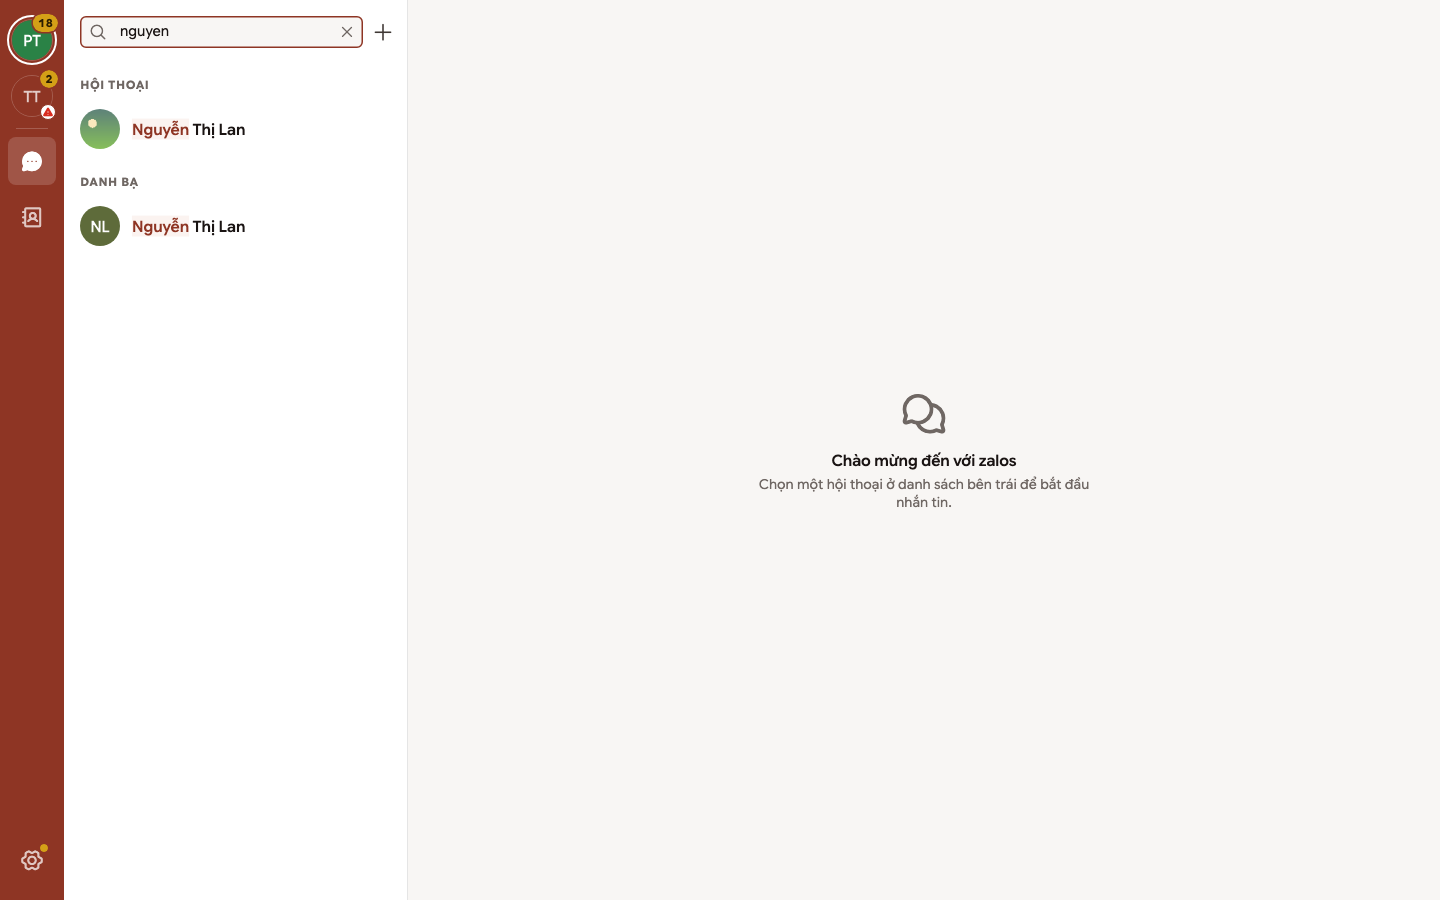 18
PT
2
TT
nguyen
HỘI THOẠI
Nguyễn Thị Lan
DANH BẠ
NL
Nguyễn Thị Lan
Chào mừng đến với zalos
Chọn một hội thoại ở danh sách bên trái để bắt đầu
nhắn tin.